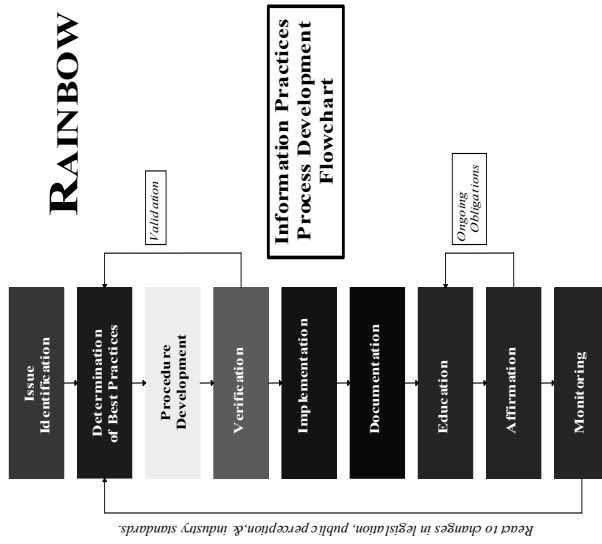 RAINBOW
Information Practices
Process Development
Flowchart
Issue
Identification
Determination
of Best Practices
Procedure
Development
Verification
Implementation
Documentation
Education
Affirmation
Monitoring
Validation
Ongoing
Obligations
React to changes in legislation, public perception,& industry standards.